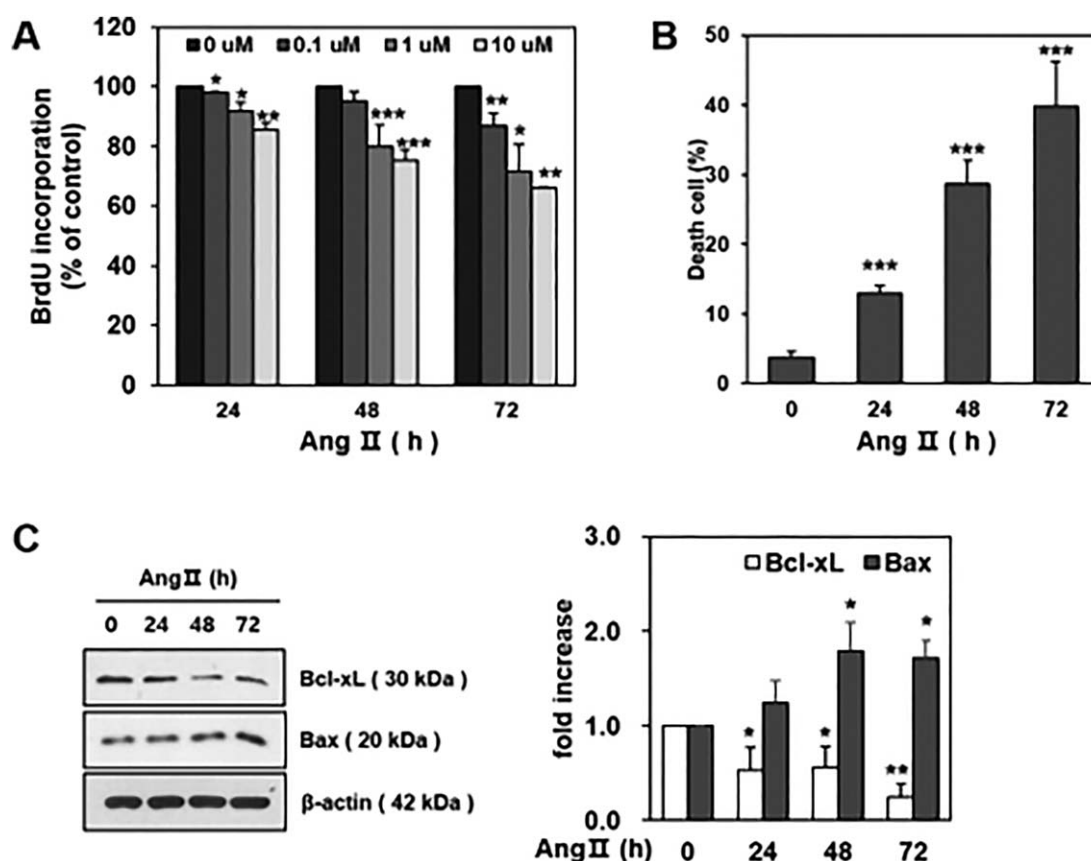 A
120
100
80
60
40
20
0
BrdU incorporation
(% of control)
0 uM 0.1 uM 1 uM 10 uM
* * **
*** ***
** * **
24 48 72
Ang II ( h )
B
50
40
30
20
10
0
Death cell (%)
*** *** ***
0 24 48 72
Ang II ( h )
C
Ang II (h)
0 24 48 72
Bcl-xL ( 30 kDa )
Bax ( 20 kDa )
β-actin ( 42 kDa )
3.0
2.0
1.0
0.0
fold increase
Bcl-xL Bax
* * * ** *
Ang II (h) 0 24 48 72